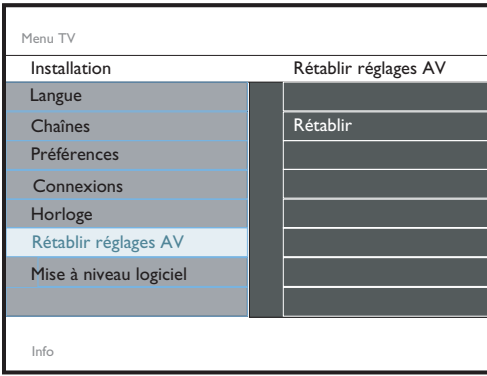 Menu TV
Installation Rétablir réglages AV
Langue
Chaînes Rétablir
Préférences
Connexions
Horloge
Rétablir réglages AV
Mise à niveau logiciel
Info